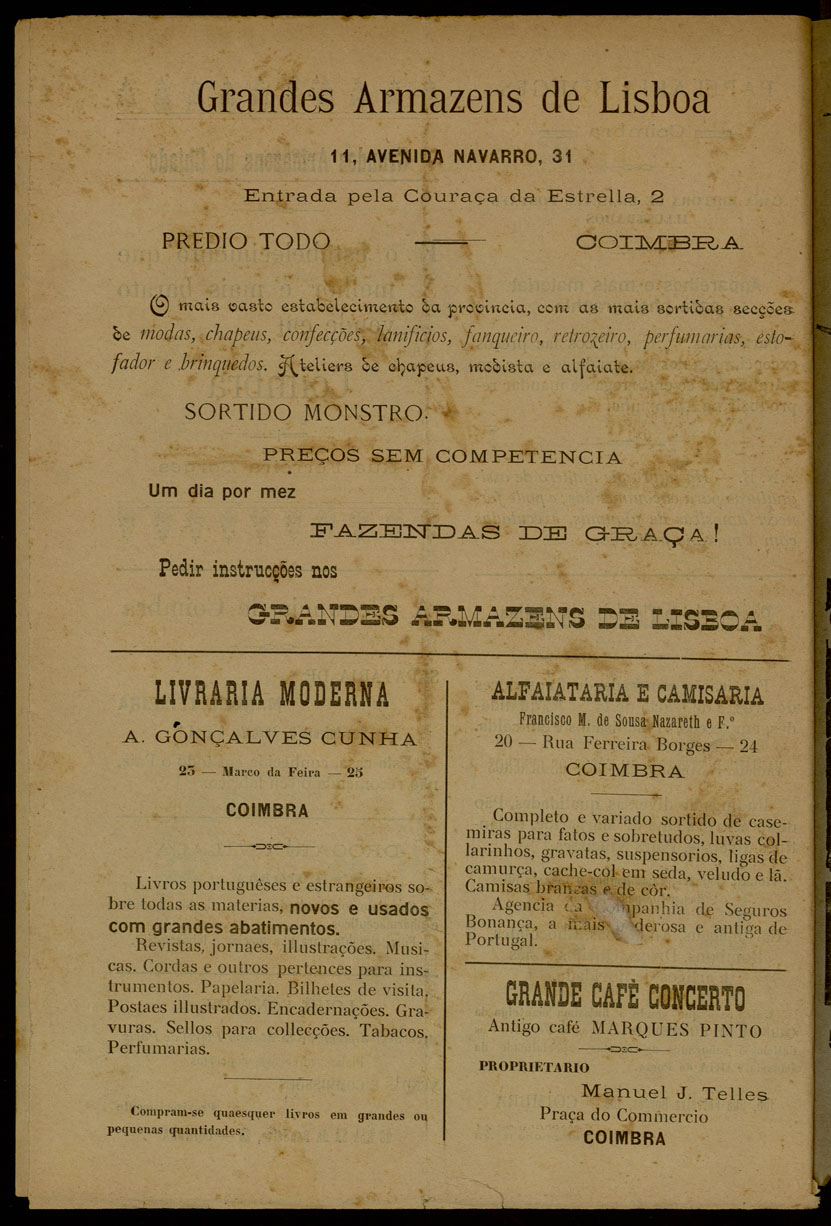 Grandes Armazens de Lisboa
11, AVENIDA NAVARRO, 31
Entrada pela Couraça da Estrella, 2
PREDIO TODO —— COIMBRA
O mais vasto estabelecimento da provincia, com as mais sortidas secções
de modas, chapeus, confecções, lanificios, fanqueiro, retrozeiro, perfumarias, esto-
fador e brinquedos. Ateliers de chapeus, modista e alfaiate.
SORTIDO MONSTRO.
PREÇOS SEM COMPETENCIA
Um dia por mez
FAZENDAS DE GRAÇA!
Pedir instrucções nos
GRANDES ARMAZENS DE LISBOA
LIVRARIA MODERNA
A. GONÇALVES CUNHA
23 — Marco da Feira — 25
COIMBRA
Livros portuguêses e estrangeiros so-
bre todas as materias, novos e usados
com grandes abatimentos.
Revistas, jornaes, illustrações. Musi-
cas. Cordas e outros pertences para ins-
trumentos. Papelaria. Bilhetes de visita.
Postaes illustrados. Encadernações. Gra-
vuras. Sellos para collecções. Tabacos.
Perfumarias.
Compram-se quaesquer livros em grandes ou
pequenas quantidades.
ALFAIATARIA E CAMISARIA
Francisco M. de Sousa Nazareth e F.º
20 — Rua Ferreira Borges — 24
COIMBRA
Completo e variado sortido de case-
miras para fatos e sobretudos, luvas col-
larinhos, gravatas, suspensorios, ligas de
camurça, cache-col em seda, veludo e lã.
Camisas brancas e de côr.
Agencia de Seguros
Bonança, a mais e antiga de
Portugal.
GRANDE CAFÉ CONCERTO
Antigo café MARQUES PINTO
PROPRIETARIO
Manuel J. Telles
Praça do Commercio
COIMBRA